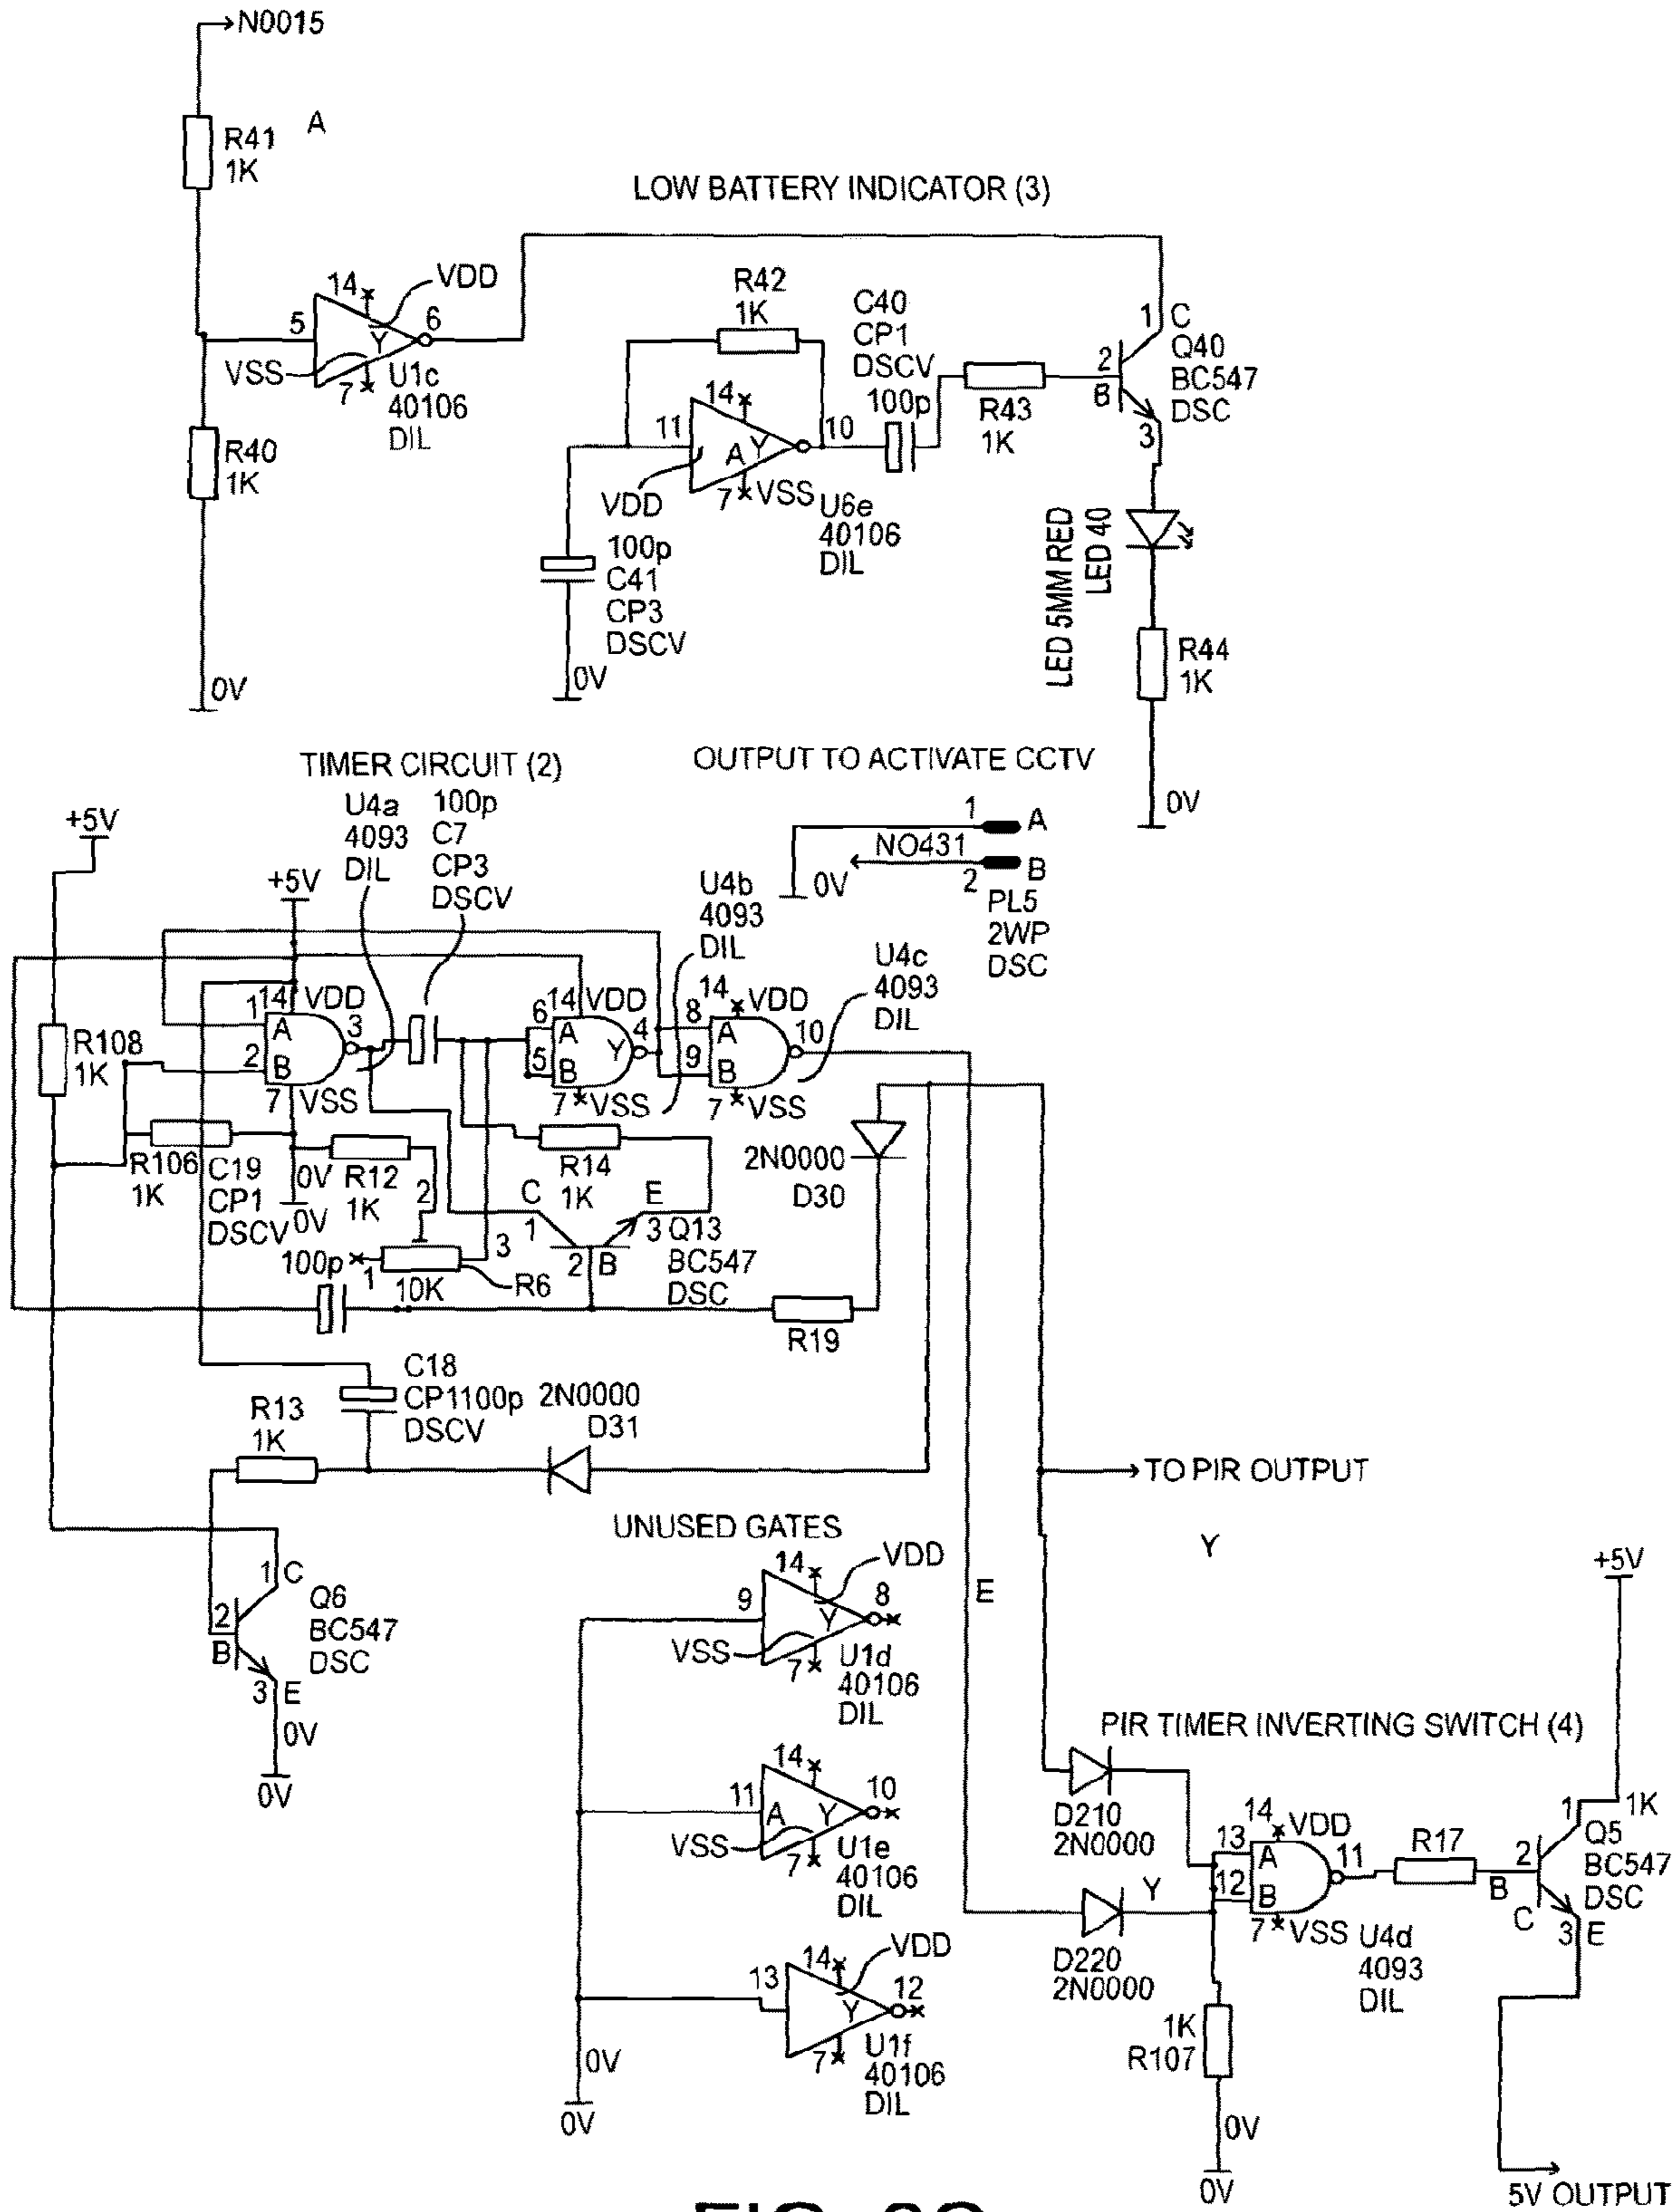 N0015
R41
1K
A
LOW BATTERY INDICATOR (3)
14
VDD
5
6
Y
VSS
7
U1c
40106
DIL
R42
1K
C40
CP1
DSCV
100p
1
C
Q40
BC547
DSC
2
B
3
R43
1K
14
11
10
A
Y
VDD
7
VSS
U6e
40106
DIL
R40
1K
100p
C41
CP3
DSCV
0V
0V
LED 5MM RED
LED 40
R44
1K
0V
TIMER CIRCUIT (2)
OUTPUT TO ACTIVATE CCTV
+5V
U4a
4093
DIL
100p
C7
CP3
DSCV
+5V
1
A
NO431
2
B
0V
PL5
2WP
DSC
U4b
4093
DIL
U4c
4093
DIL
R108
1K
1
14
VDD
A
3
2
B
7
VSS
6
14
VDD
A
Y
4
5
B
7
VSS
8
14
VDD
A
10
9
B
7
VSS
R106
1K
C19
CP1
DSCV
100p
0V
0V
R12
1K
2
R14
1K
2N0000
D30
C
1
E
3
Q13
BC547
DSC
2
B
1
3
10K
R6
R19
C18
CP1100p
DSCV
2N0000
D31
R13
1K
TO PIR OUTPUT
UNUSED GATES
Y
1
C
Q6
BC547
DSC
2
B
3
E
0V
0V
14
VDD
9
8
Y
VSS
7
U1d
40106
DIL
E
+5V
14
11
10
A
Y
VSS
7
U1e
40106
DIL
PIR TIMER INVERTING SWITCH (4)
D210
2N0000
14
VDD
13
A
11
12
B
7
VSS
U4d
4093
DIL
R17
1
1K
Q5
BC547
DSC
2
B
C
3
E
Y
D220
2N0000
14
VDD
13
12
Y
7
U1f
40106
DIL
0V
0V
1K
R107
0V
0V
5V OUTPUT